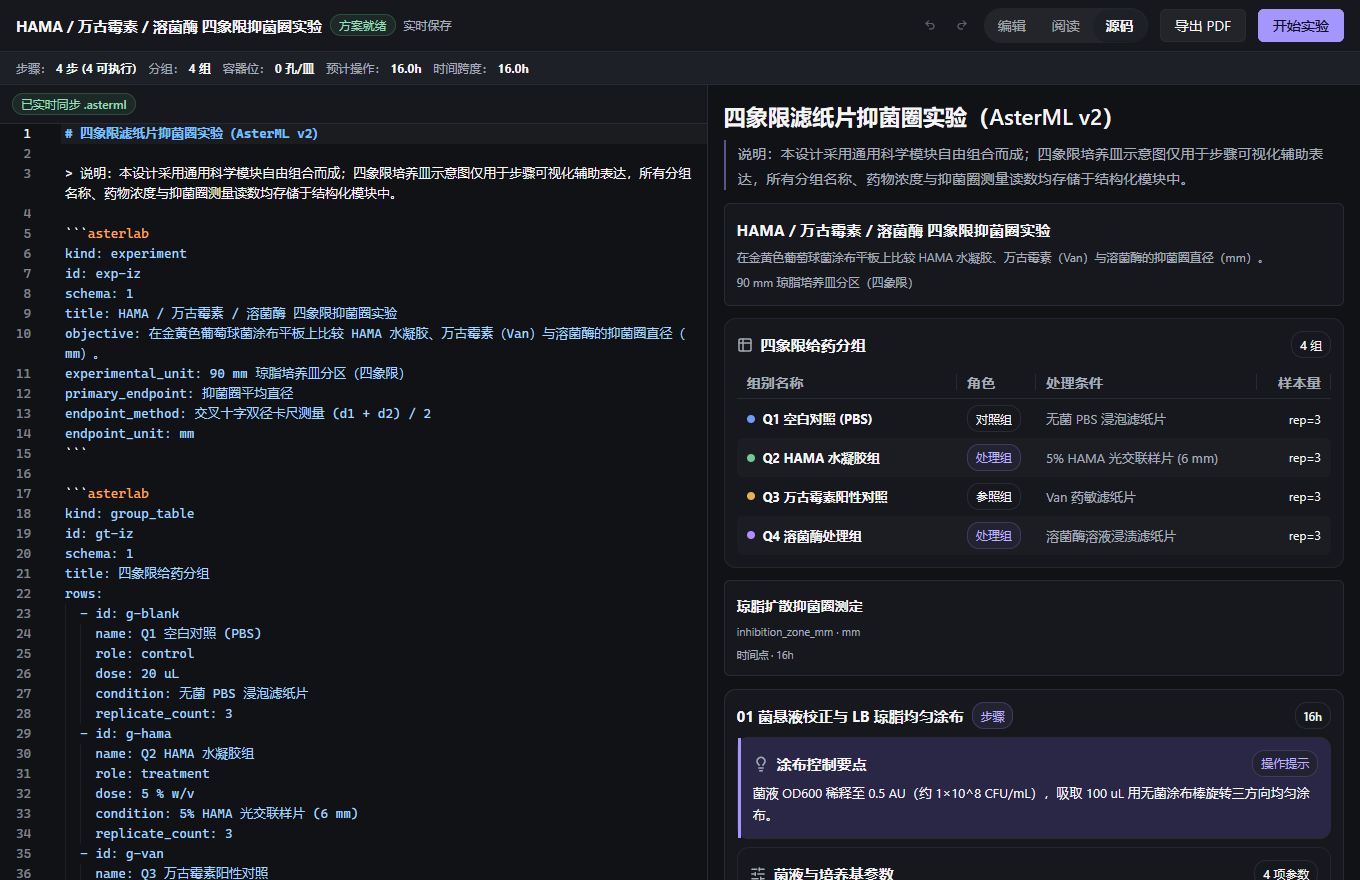 HAMA / 万古霉素 / 溶菌酶 四象限抑菌圈实验 方案就绪 实时保存 编辑 阅读 源码 导出 PDF 开始实验
步骤: 4 步 (4 可执行) 分组: 4 组 容器位: 0 孔/皿 预计操作: 16.0h 时间跨度: 16.0h
已实时同步 .asterml
1 # 四象限滤纸片抑菌圈实验（AsterML v2）
2
3 > 说明：本设计采用通用科学模块自由组合而成；四象限培养皿示意图仅用于步骤可视化辅助表达，所有分组
名称、药物浓度与抑菌圈测量读数均存储于结构化模块中。
4
5 ```asterlab
6 kind: experiment
7 id: exp-iz
8 schema: 1
9 title: HAMA / 万古霉素 / 溶菌酶 四象限抑菌圈实验
10 objective: 在金黄色葡萄球菌涂布平板上比较 HAMA 水凝胶、万古霉素（Van）与溶菌酶的抑菌圈直径（
mm）。
11 experimental_unit: 90 mm 琼脂培养皿分区（四象限）
12 primary_endpoint: 抑菌圈平均直径
13 endpoint_method: 交叉十字双径卡尺测量 (d1 + d2) / 2
14 endpoint_unit: mm
15 ```
16
17 ```asterlab
18 kind: group_table
19 id: gt-iz
20 schema: 1
21 title: 四象限给药分组
22 rows:
23 - id: g-blank
24 name: Q1 空白对照 (PBS)
25 role: control
26 dose: 20 uL
27 condition: 无菌 PBS 浸泡滤纸片
28 replicate_count: 3
29 - id: g-hama
30 name: Q2 HAMA 水凝胶组
31 role: treatment
32 dose: 5 % w/v
33 condition: 5% HAMA 光交联样片 (6 mm)
34 replicate_count: 3
35 - id: g-van
36 name: Q3 万古霉素阳性对照
四象限滤纸片抑菌圈实验（AsterML v2）
说明：本设计采用通用科学模块自由组合而成；四象限培养皿示意图仅用于步骤可视化辅助表
达，所有分组名称、药物浓度与抑菌圈测量读数均存储于结构化模块中。
HAMA / 万古霉素 / 溶菌酶 四象限抑菌圈实验
在金黄色葡萄球菌涂布平板上比较 HAMA 水凝胶、万古霉素（Van）与溶菌酶的抑菌圈直径（mm）。
90 mm 琼脂培养皿分区（四象限）
四象限给药分组 4 组
组别名称 角色 处理条件 样本量
Q1 空白对照 (PBS) 对照组 无菌 PBS 浸泡滤纸片 rep=3
Q2 HAMA 水凝胶组 处理组 5% HAMA 光交联样片 (6 mm) rep=3
Q3 万古霉素阳性对照 参照组 Van 药敏滤纸片 rep=3
Q4 溶菌酶处理组 处理组 溶菌酶溶液浸渍滤纸片 rep=3
琼脂扩散抑菌圈测定
inhibition_zone_mm · mm
时间点 · 16h
01 菌悬液校正与 LB 琼脂均匀涂布 步骤 16h
涂布控制要点 操作提示
菌液 OD600 稀释至 0.5 AU（约 1×10^8 CFU/mL），吸取 100 uL 用无菌涂布棒旋转三方向均匀涂
布。
菌液与培养基参数 4 项参数